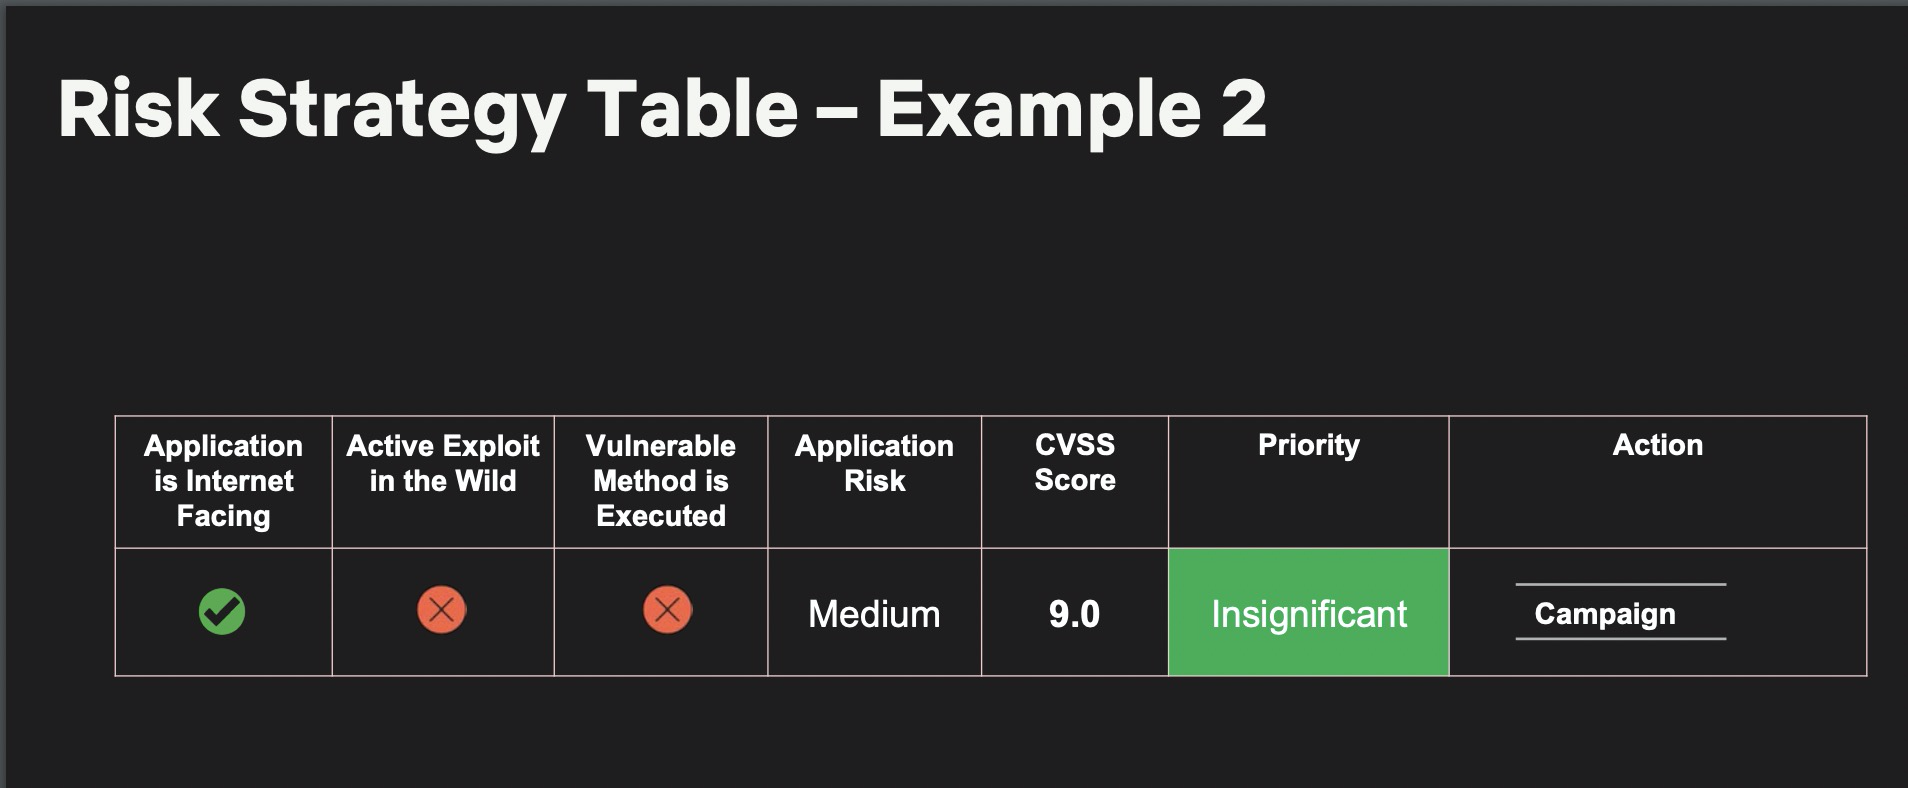 Risk Strategy Table – Example 2
Application
is Internet
Facing
Active Exploit
in the Wild
Vulnerable
Method is
Executed
Application
Risk
CVSS
Score
Priority
Action
Medium
9.0
Insignificant
Campaign